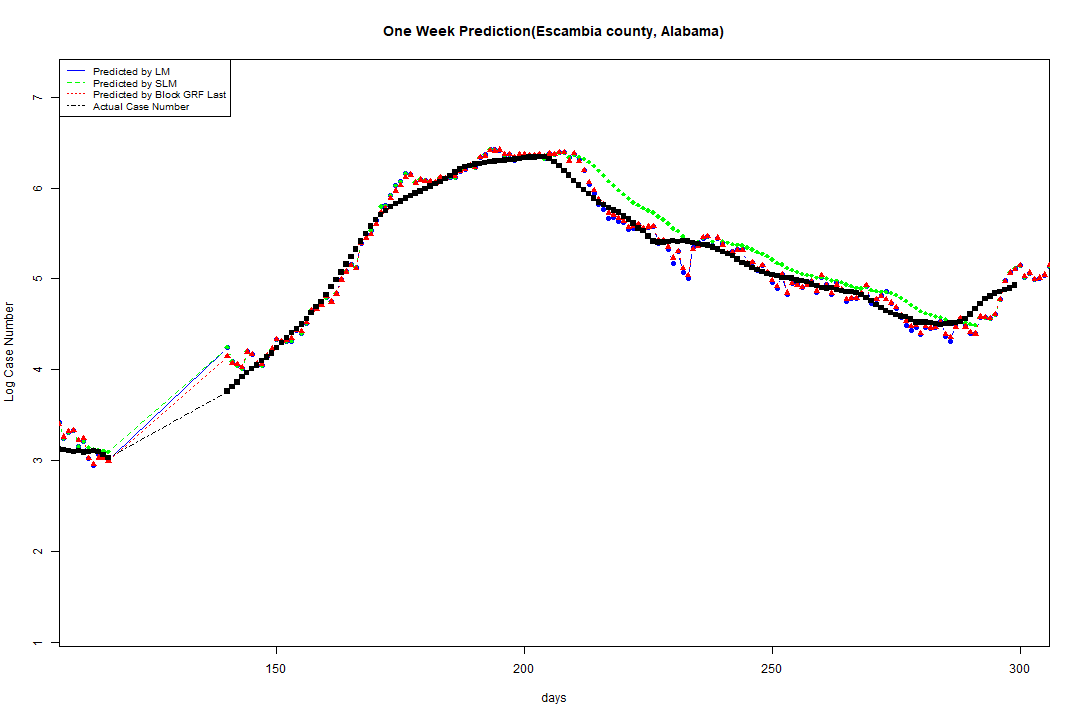 One Week Prediction(Escambia county, Alabama)
Predicted by LM
Predicted by SLM
Predicted by Block GRF Last
Actual Case Number
Log Case Number
7
6
5
4
3
2
1
150 200 250 300
days